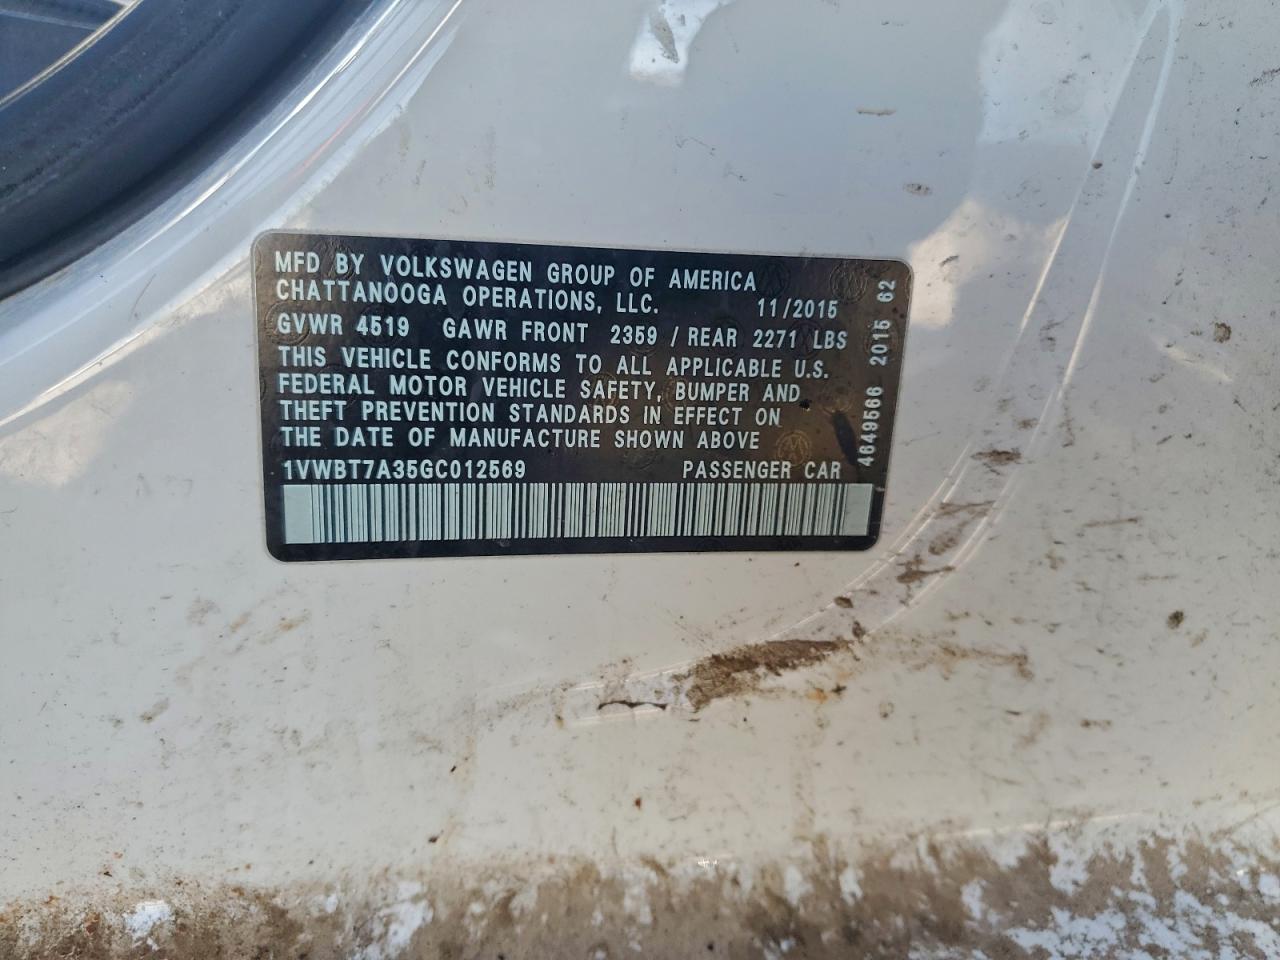 MFD BY VOLKSWAGEN GROUP OF AMERICA
CHATTANOOGA OPERATIONS, LLC. 11/2015
GVWR 4519 GAWR FRONT 2359 / REAR 2271 LBS
THIS VEHICLE CONFORMS TO ALL APPLICABLE U.S.
FEDERAL MOTOR VEHICLE SAFETY, BUMPER AND
THEFT PREVENTION STANDARDS IN EFFECT ON
THE DATE OF MANUFACTURE SHOWN ABOVE
1VWBT7A35GC012569 PASSENGER CAR
4649566 2015 62